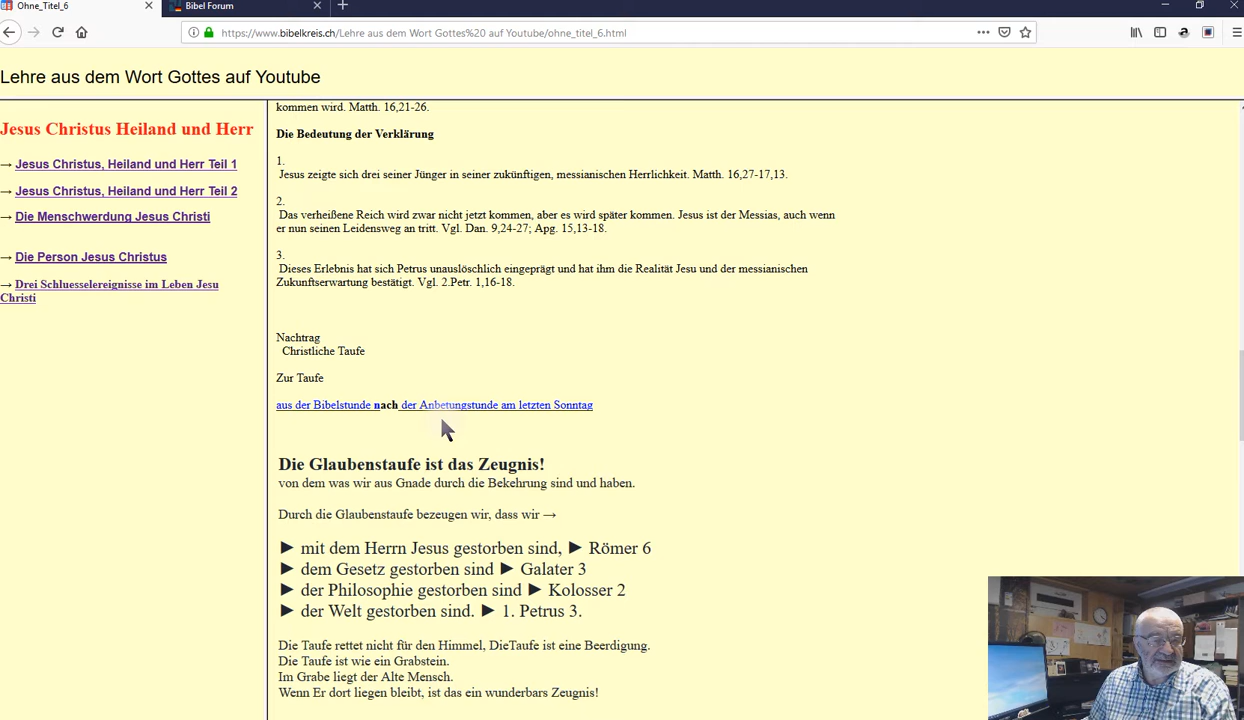 Ohne_Titel_6
Bibel Forum
https://www.bibelkreis.ch/Lehre aus dem Wort Gottes%20 auf Youtube/ohne_titel_6.html
Lehre aus dem Wort Gottes auf Youtube
Jesus Christus Heiland und Herr
→ Jesus Christus, Heiland und Herr Teil 1
→ Jesus Christus, Heiland und Herr Teil 2
→ Die Menschwerdung Jesus Christi
→ Die Person Jesus Christus
→ Drei Schluesselereignisse im Leben Jesu
Christi
kommen wird. Matth. 16,21-26.
Die Bedeutung der Verklärung
1.
Jesus zeigte sich drei seiner Jünger in seiner zukünftigen, messianischen Herrlichkeit. Matth. 16,27-17,13.
2.
Das verheißene Reich wird zwar nicht jetzt kommen, aber es wird später kommen. Jesus ist der Messias, auch wenn
er nun seinen Leidensweg an tritt. Vgl. Dan. 9,24-27; Apg. 15,13-18.
3.
Dieses Erlebnis hat sich Petrus unauslöschlich eingeprägt und hat ihm die Realität Jesu und der messianischen
Zukunftserwartung bestätigt. Vgl. 2.Petr. 1,16-18.
Nachtrag
Christliche Taufe
Zur Taufe
aus der Bibelstunde nach der Anbetungstunde am letzten Sonntag
Die Glaubenstaufe ist das Zeugnis!
von dem was wir aus Gnade durch die Bekehrung sind und haben.
Durch die Glaubenstaufe bezeugen wir, dass wir →
► mit dem Herrn Jesus gestorben sind, ► Römer 6
► dem Gesetz gestorben sind ► Galater 3
► der Philosophie gestorben sind ► Kolosser 2
► der Welt gestorben sind. ► 1. Petrus 3.
Die Taufe rettet nicht für den Himmel, DieTaufe ist eine Beerdigung.
Die Taufe ist wie ein Grabstein.
Im Grabe liegt der Alte Mensch.
Wenn Er dort liegen bleibt, ist das ein wunderbars Zeugnis!